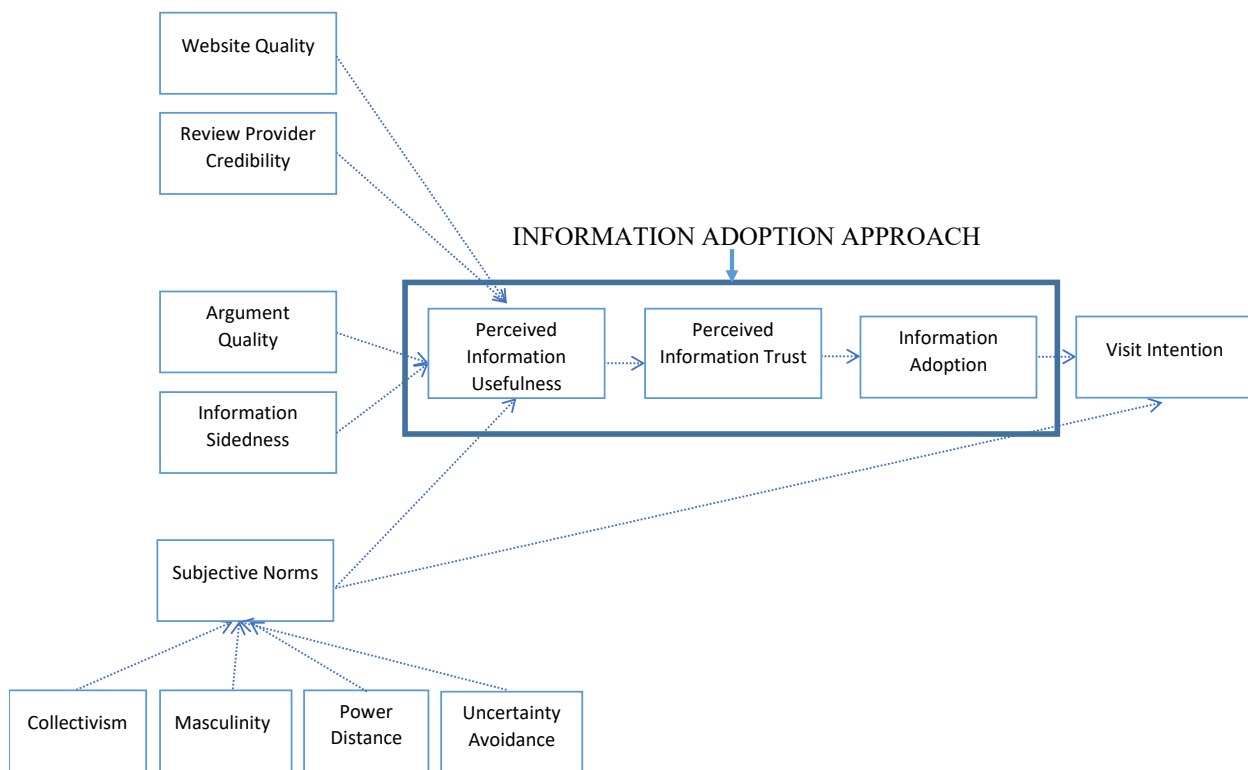 Website Quality
Review Provider
Credibility
INFORMATION ADOPTION APPROACH
Argument
Quality
Perceived
Information
Usefulness
Perceived
Information Trust
Information
Adoption
Visit Intention
Information
Sidedness
Subjective Norms
Collectivism
Masculinity
Power
Distance
Uncertainty
Avoidance